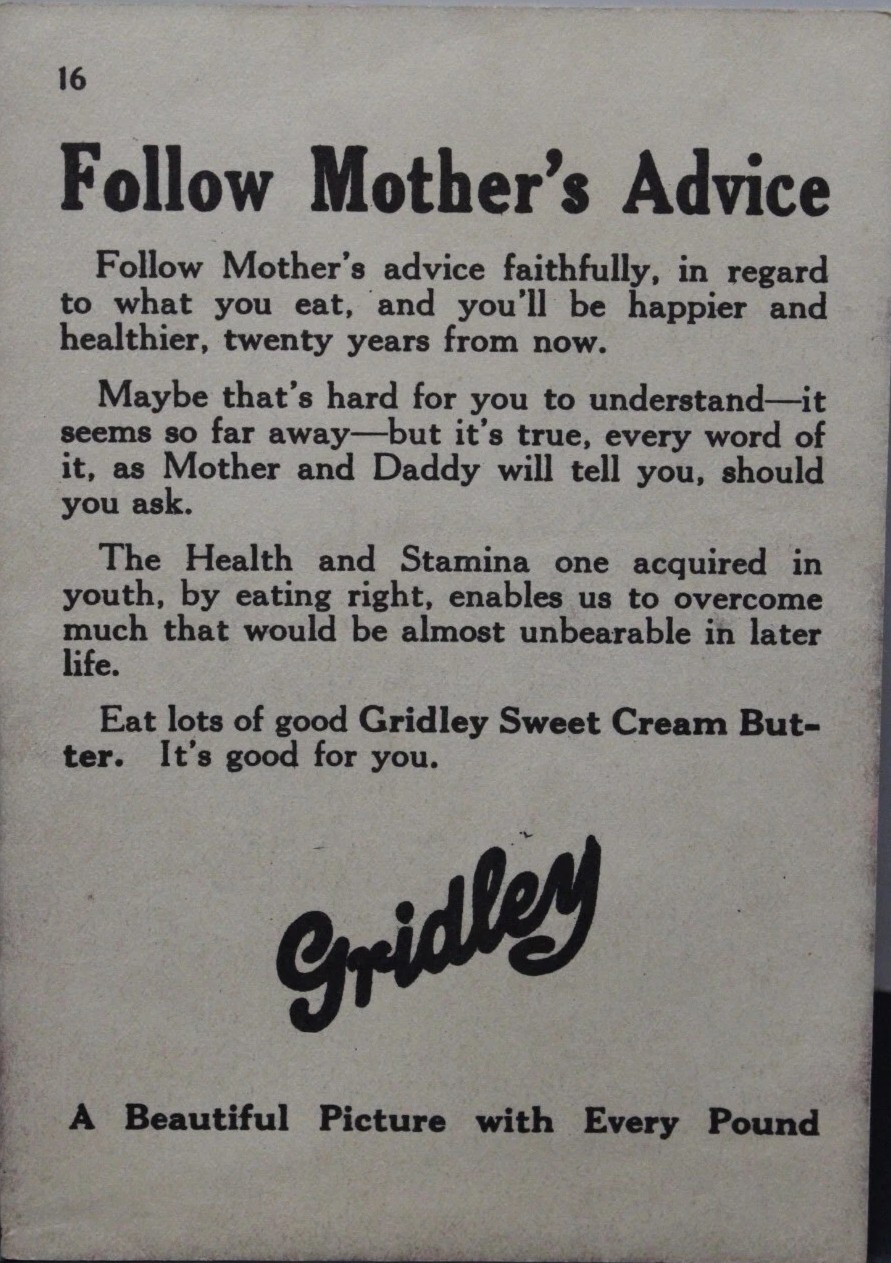 16
Follow Mother's Advice
Follow Mother's advice faithfully, in regard
to what you eat, and you'll be happier and
healthier, twenty years from now.
Maybe that's hard for you to understand—it
seems so far away—but it's true, every word of
it, as Mother and Daddy will tell you, should
you ask.
The Health and Stamina one acquired in
youth, by eating right, enables us to overcome
much that would be almost unbearable in later
life.
Eat lots of good Gridley Sweet Cream But-
ter. It's good for you.
Gridley
A Beautiful Picture with Every Pound